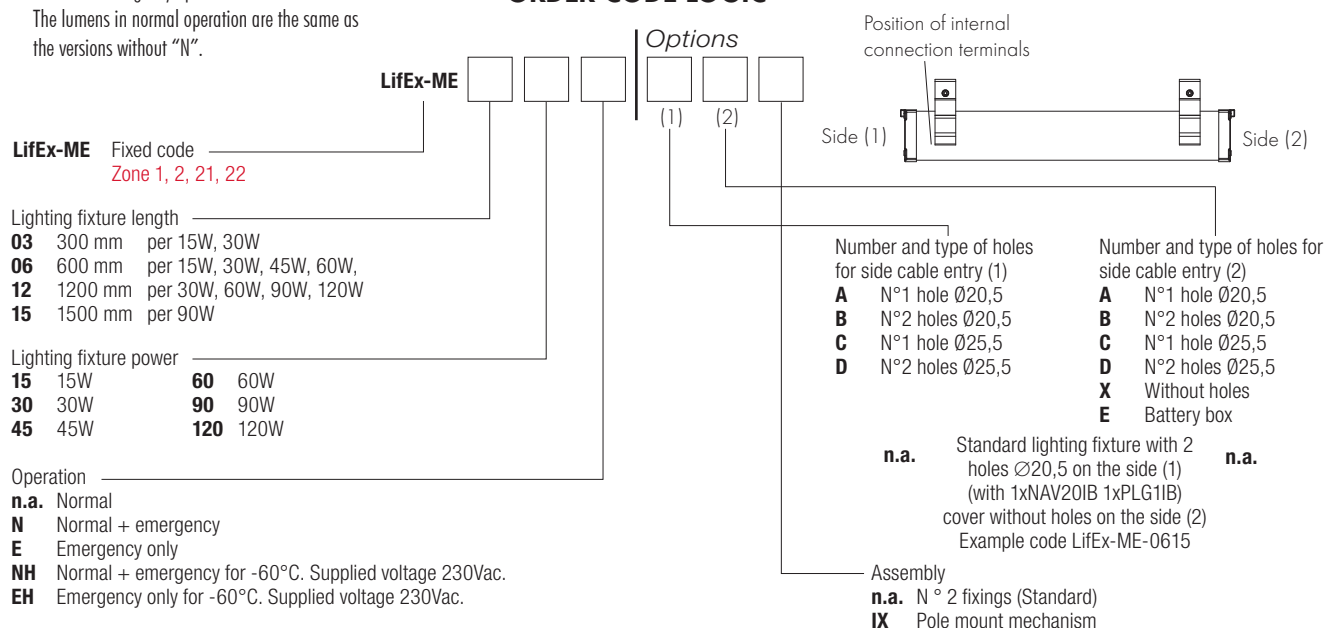 The lumens in normal operation are the same as
the versions without "N".
Options
LifEx-ME
(1) (2)
Position of internal
connection terminals
Side (1)
Side (2)
LifEx-ME Fixed code
Zone 1, 2, 21, 22
Lighting fixture length
03 300 mm per 15W, 30W
06 600 mm per 15W, 30W, 45W, 60W,
12 1200 mm per 30W, 60W, 90W, 120W
15 1500 mm per 90W
Lighting fixture power
15 15W 60 60W
30 30W 90 90W
45 45W 120 120W
Operation
n.a. Normal
N Normal + emergency
E Emergency only
NH Normal + emergency for -60°C. Supplied voltage 230Vac.
EH Emergency only for -60°C. Supplied voltage 230Vac.
Number and type of holes
for side cable entry (1)
A N°1 hole Ø20,5
B N°2 holes Ø20,5
C N°1 hole Ø25,5
D N°2 holes Ø25,5
Number and type of holes for
side cable entry (2)
A N°1 hole Ø20,5
B N°2 holes Ø20,5
C N°1 hole Ø25,5
D N°2 holes Ø25,5
X Without holes
E Battery box
n.a. Standard lighting fixture with 2 n.a.
holes ∅20,5 on the side (1)
(with 1xNAV20IB 1xPLG1IB)
cover without holes on the side (2)
Example code LifEx-ME-0615
Assembly
n.a. N ° 2 fixings (Standard)
IX Pole mount mechanism